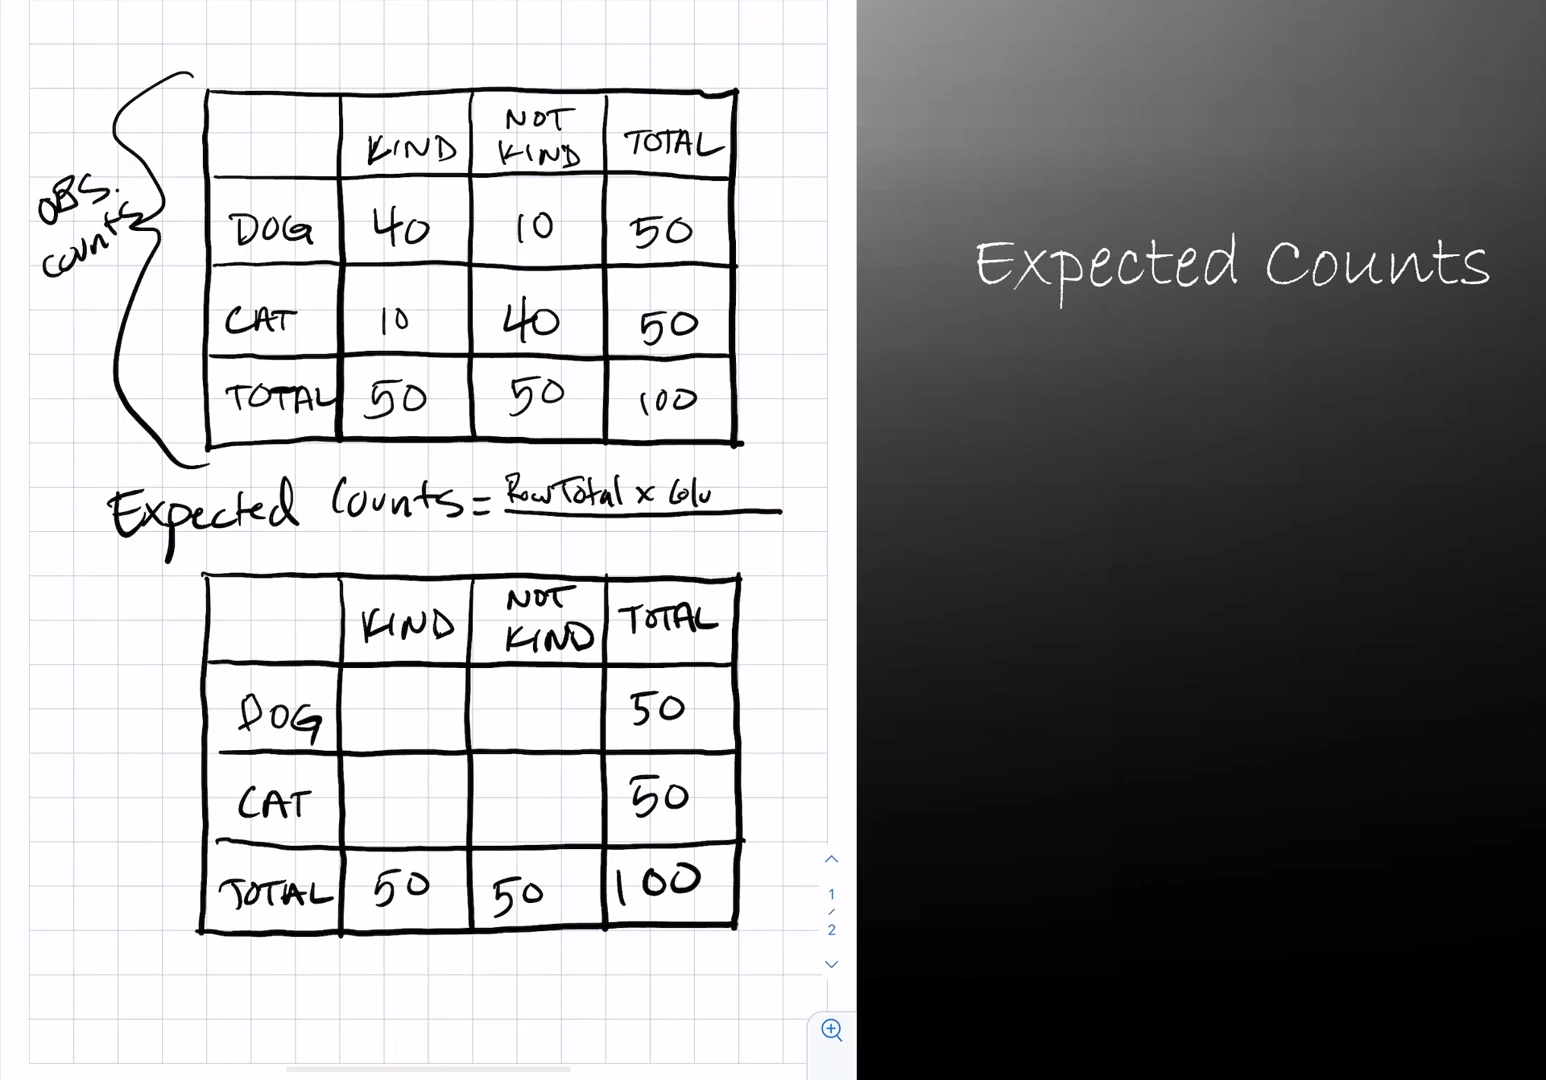 OBS.
counts
KIND NOT KIND TOTAL
DOG 40 10 50
CAT 10 40 50
TOTAL 50 50 100
Expected Counts = Row Total x Colu
KIND NOT KIND TOTAL
DOG 50
CAT 50
TOTAL 50 50 100
1
/
2
Expected Counts